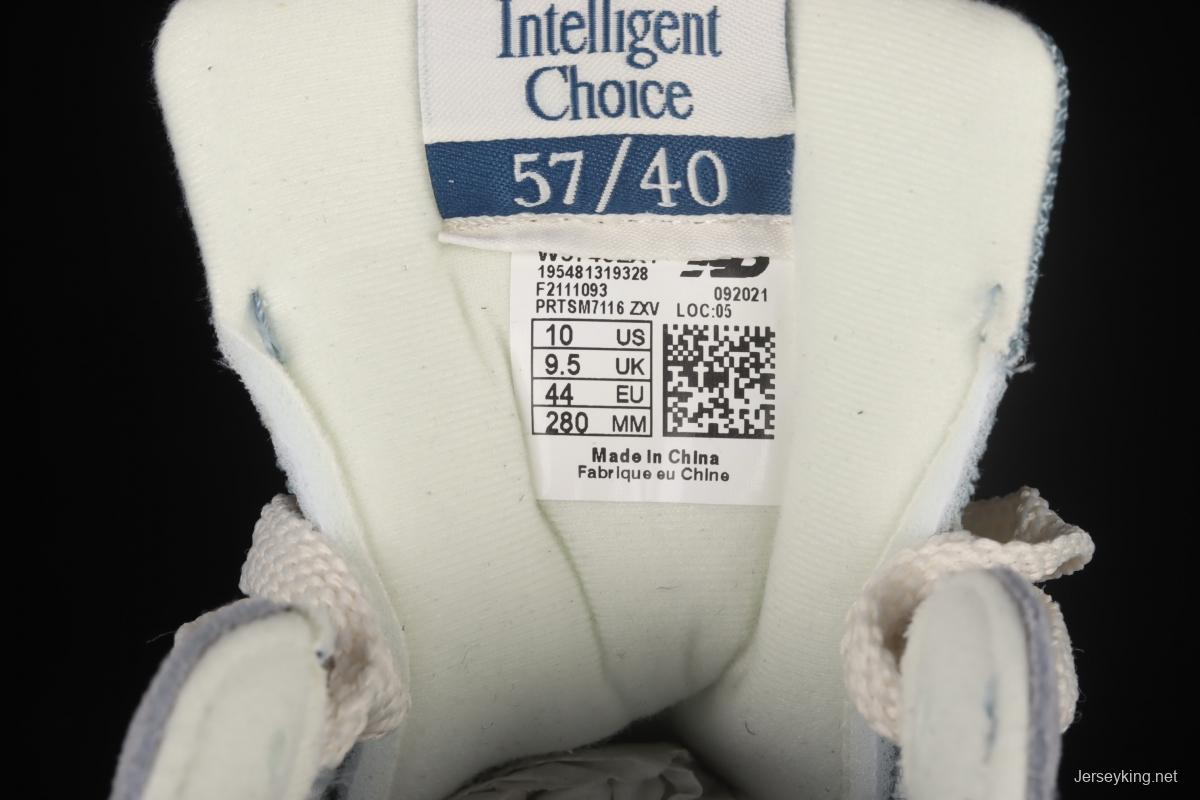 Intelligent
Choice
57/40
195481319328
F2111093 092021
PRTSM7116 ZXV LOC:05
10 US
9.5 UK
44 EU
280 MM
Made in China
Fabrique eu Chine
Jerseyking.net